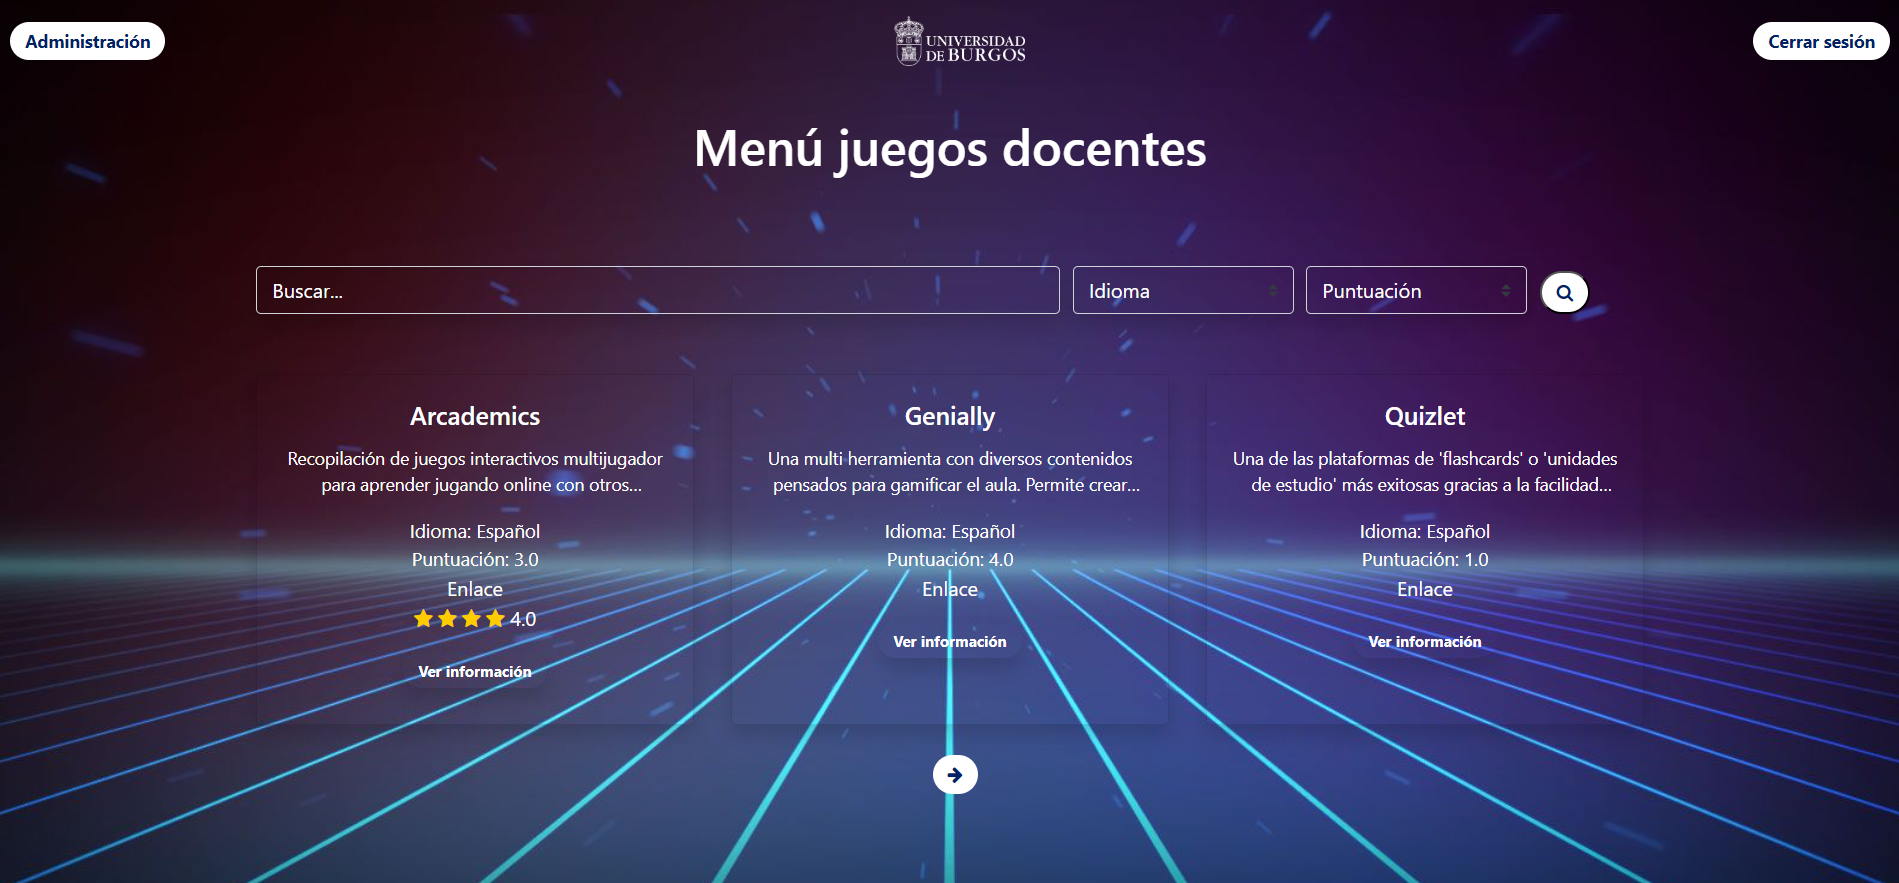 Administración
UNIVERSIDAD
DE BURGOS
Cerrar sesión
Menú juegos docentes
Buscar...
Idioma
Puntuación
Arcademics
Recopilación de juegos interactivos multijugador
para aprender jugando online con otros...
Idioma: Español
Puntuación: 3.0
Enlace
4.0
Ver información
Genially
Una multi herramienta con diversos contenidos
pensados para gamificar el aula. Permite crear...
Idioma: Español
Puntuación: 4.0
Enlace
Ver información
Quizlet
Una de las plataformas de 'flashcards' o 'unidades
de estudio' más exitosas gracias a la facilidad...
Idioma: Español
Puntuación: 1.0
Enlace
Ver información